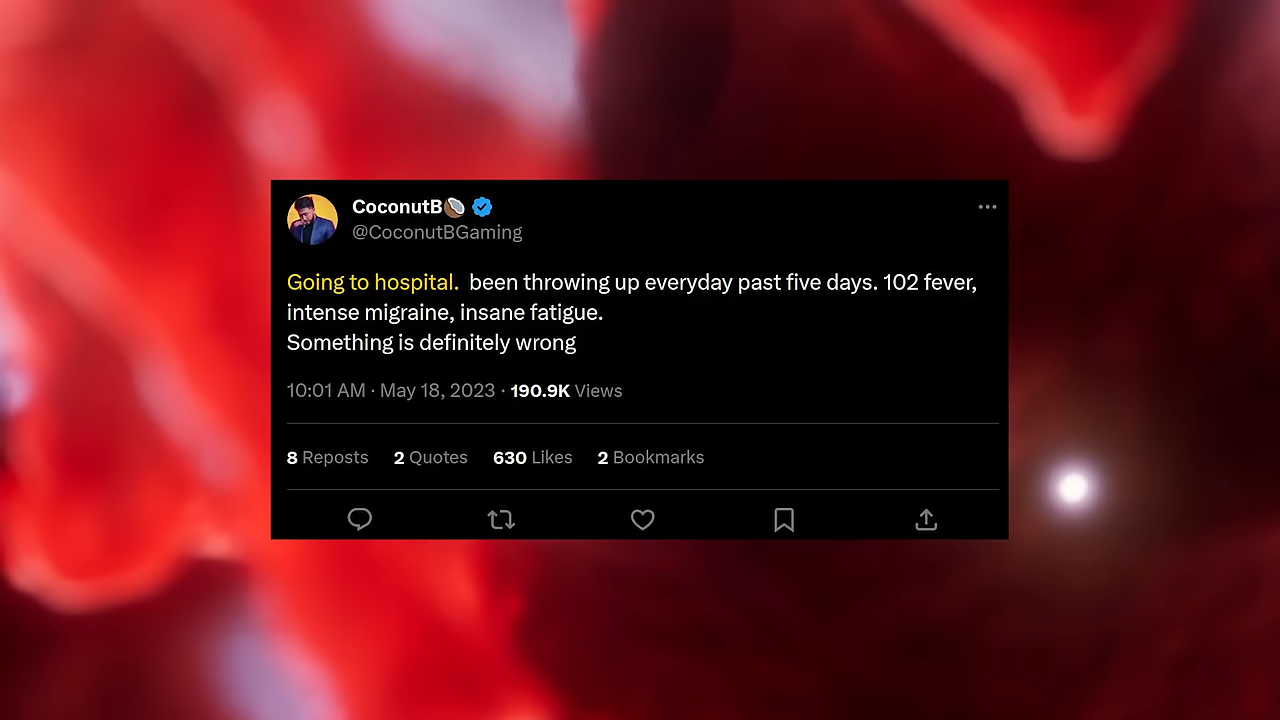 CoconutB🥥
@CoconutBGaming
Going to hospital.  been throwing up everyday past five days. 102 fever,
intense migraine, insane fatigue.
Something is definitely wrong
10:01 AM · May 18, 2023 · 190.9K Views
8 Reposts 2 Quotes 630 Likes 2 Bookmarks